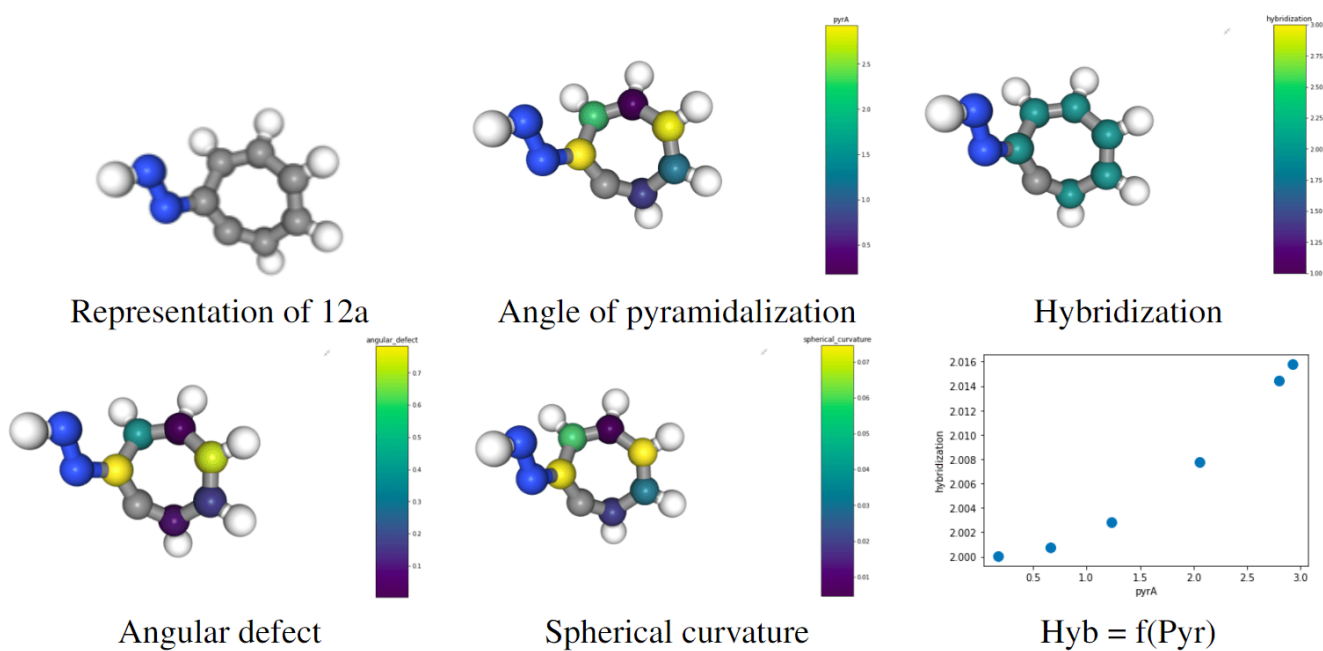 pyrA
2.5
2.0
1.5
1.0
0.5
hybridization
3.00
2.75
2.50
2.25
2.00
1.75
1.50
1.25
1.00
Representation of 12a
Angle of pyramidalization
Hybridization
angular_defect
0.7
0.6
0.5
0.4
0.3
0.2
0.1
spherical_curvature
0.07
0.06
0.05
0.04
0.03
0.02
0.01
hybridization
2.016
2.014
2.012
2.010
2.008
2.006
2.004
2.002
2.000
0.5 1.0 1.5 2.0 2.5 3.0
pyrA
Angular defect
Spherical curvature
Hyb = f(Pyr)